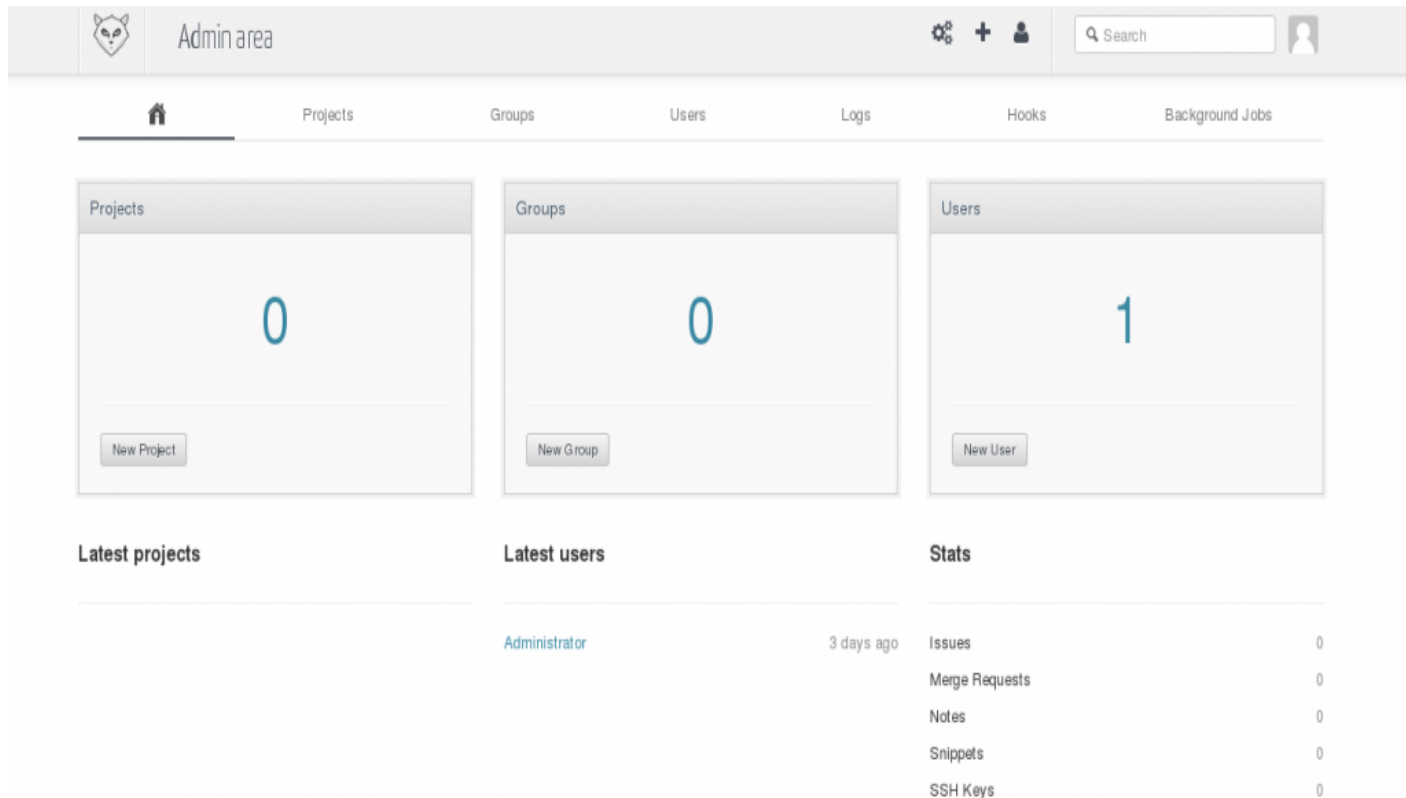 Admin area
Search
Projects Groups Users Logs Hooks Background Jobs
Projects
0
New Project
Groups
0
New Group
Users
1
New User
Latest projects
Latest users
Administrator 3 days ago
Stats
Issues 0
Merge Requests 0
Notes 0
Snippets 0
SSH Keys 0